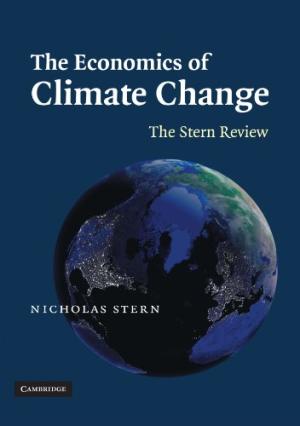 The Economics of
Climate Change
The Stern Review
NICHOLAS STERN
CAMBRIDGE